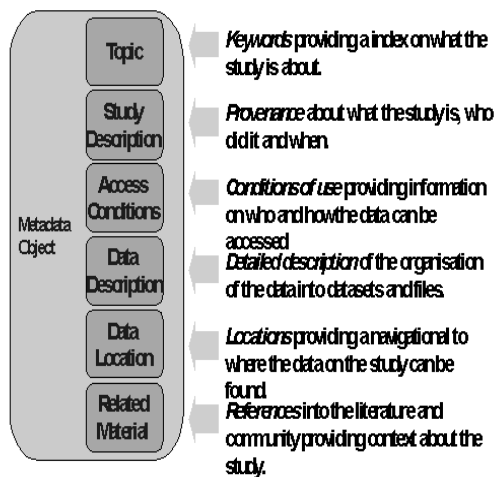 Metadata
Object
Topic
Keywords providing a index on what the
study is about.
Study
Description
Provenance about what the study is, who
did it and when.
Access
Conditions
Conditions of use providing information
on who and how the data can be
accessed
Data
Description
Detailed description of the organisation
of the data into datasets and files.
Data
Location
Locations providing a navigational to
where the data on the study can be
found.
Related
Material
References into the literature and
community providing context about the
study.